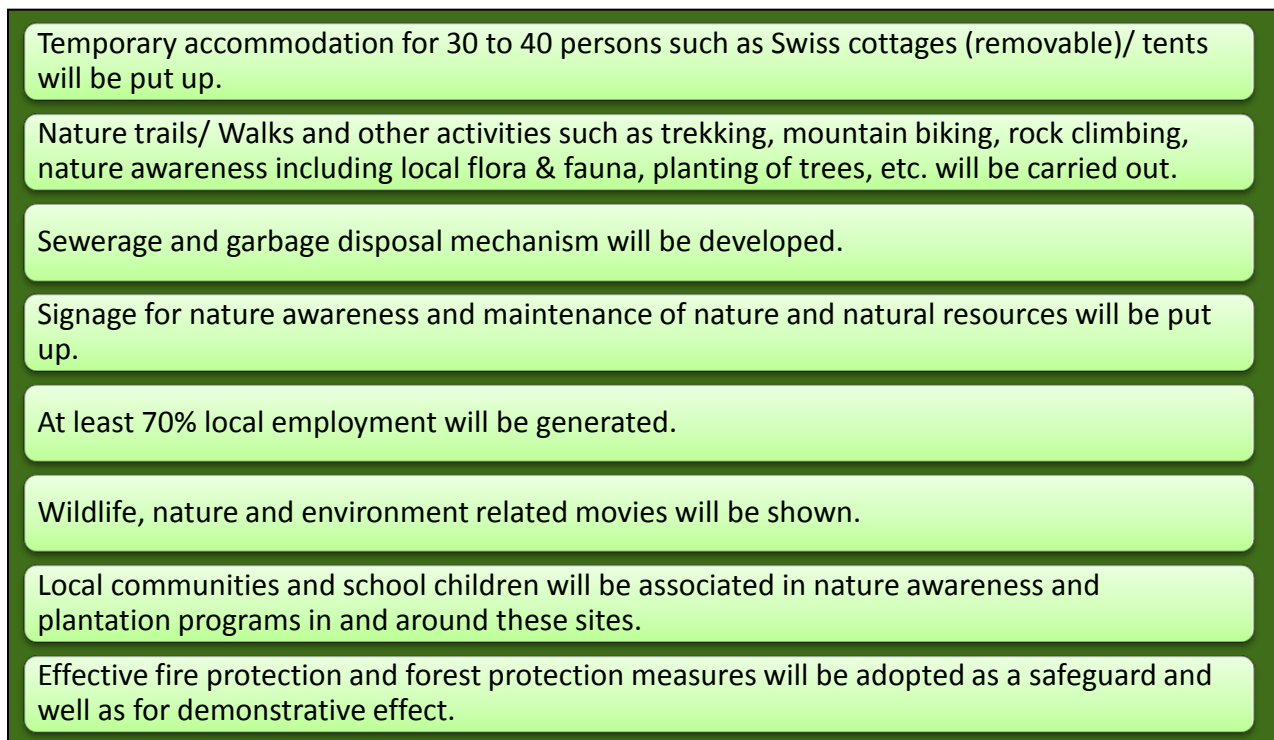 Temporary accommodation for 30 to 40 persons such as Swiss cottages (removable)/ tents
will be put up.
Nature trails/ Walks and other activities such as trekking, mountain biking, rock climbing,
nature awareness including local flora & fauna, planting of trees, etc. will be carried out.
Sewerage and garbage disposal mechanism will be developed.
Signage for nature awareness and maintenance of nature and natural resources will be put
up.
At least 70% local employment will be generated.
Wildlife, nature and environment related movies will be shown.
Local communities and school children will be associated in nature awareness and
plantation programs in and around these sites.
Effective fire protection and forest protection measures will be adopted as a safeguard and
well as for demonstrative effect.